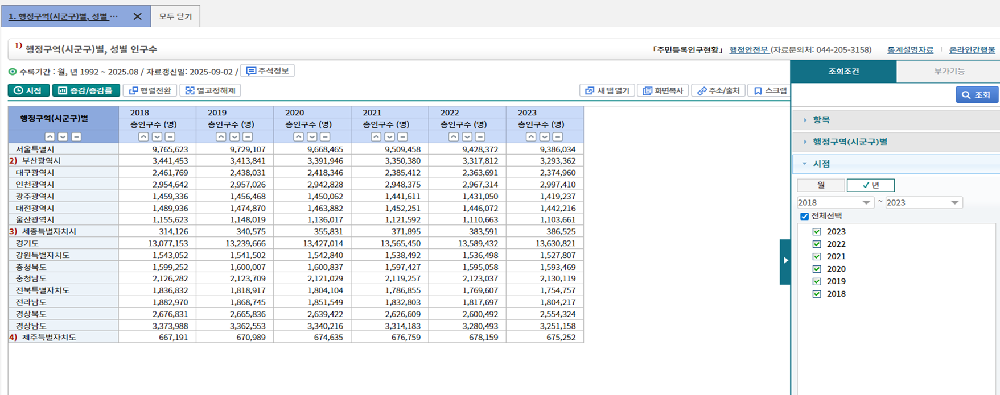 1. 행정구역(시군구)별, 성별 ··· 모두 닫기
1) 행정구역(시군구)별, 성별 인구수 「주민등록인구현황」 행정안전부 (자료문의처: 044-205-3158) 통계설명자료 온라인간행물
수록기간 : 월, 년 1992 ~ 2025.08 / 자료갱신일: 2025-09-02 / 주석정보
조회조건 부가기능
시점 증감/증감률 행렬전환 열고정해제 새 탭 열기 화면복사 주소/출처 스크랩
조회
행정구역(시군구)별 2018 2019 2020 2021 2022 2023
총인구수 (명) 총인구수 (명) 총인구수 (명) 총인구수 (명) 총인구수 (명) 총인구수 (명)
서울특별시 9,765,623 9,729,107 9,668,465 9,509,458 9,428,372 9,386,034
2) 부산광역시 3,441,453 3,413,841 3,391,946 3,350,380 3,317,812 3,293,362
대구광역시 2,461,769 2,438,031 2,418,346 2,385,412 2,363,691 2,374,960
인천광역시 2,954,642 2,957,026 2,942,828 2,948,375 2,967,314 2,997,410
광주광역시 1,459,336 1,456,468 1,450,062 1,441,611 1,431,050 1,419,237
대전광역시 1,489,936 1,474,870 1,463,882 1,452,251 1,446,072 1,442,216
울산광역시 1,155,623 1,148,019 1,136,017 1,121,592 1,110,663 1,103,661
3) 세종특별자치시 314,126 340,575 355,831 371,895 383,591 386,525
경기도 13,077,153 13,239,666 13,427,014 13,565,450 13,589,432 13,630,821
강원특별자치도 1,543,052 1,541,502 1,542,840 1,538,492 1,536,498 1,527,807
충청북도 1,599,252 1,600,007 1,600,837 1,597,427 1,595,058 1,593,469
충청남도 2,126,282 2,123,709 2,121,029 2,119,257 2,123,037 2,130,119
전북특별자치도 1,836,832 1,818,917 1,804,104 1,786,855 1,769,607 1,754,757
전라남도 1,882,970 1,868,745 1,851,549 1,832,803 1,817,697 1,804,217
경상북도 2,676,831 2,665,836 2,639,422 2,626,609 2,600,492 2,554,324
경상남도 3,373,988 3,362,553 3,340,216 3,314,183 3,280,493 3,251,158
4) 제주특별자치도 667,191 670,989 674,635 676,759 678,159 675,252
항목
행정구역(시군구)별
시점
월 년
2018 ~ 2023
전체선택
2023
2022
2021
2020
2019
2018